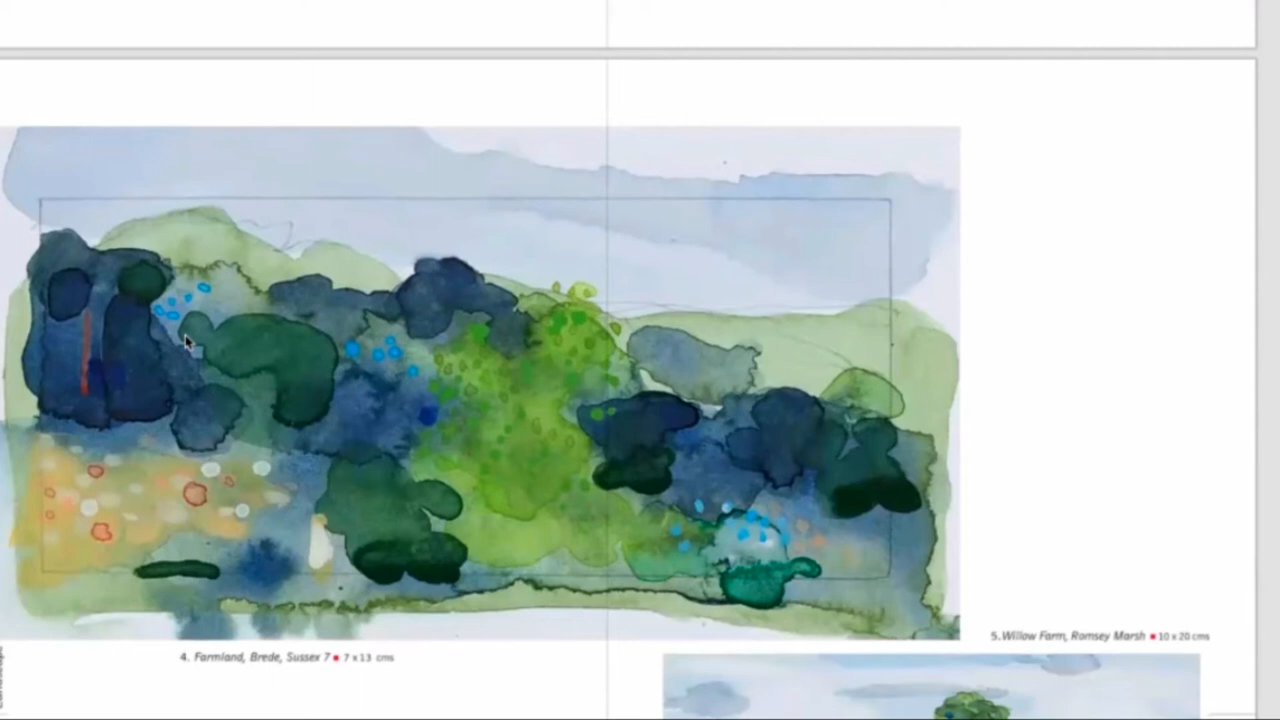 5. Willow Farm, Romsey Marsh ■ 10 x 20 cms
4. Farmland, Brede, Sussex 7 ■ 7 x 13 cms